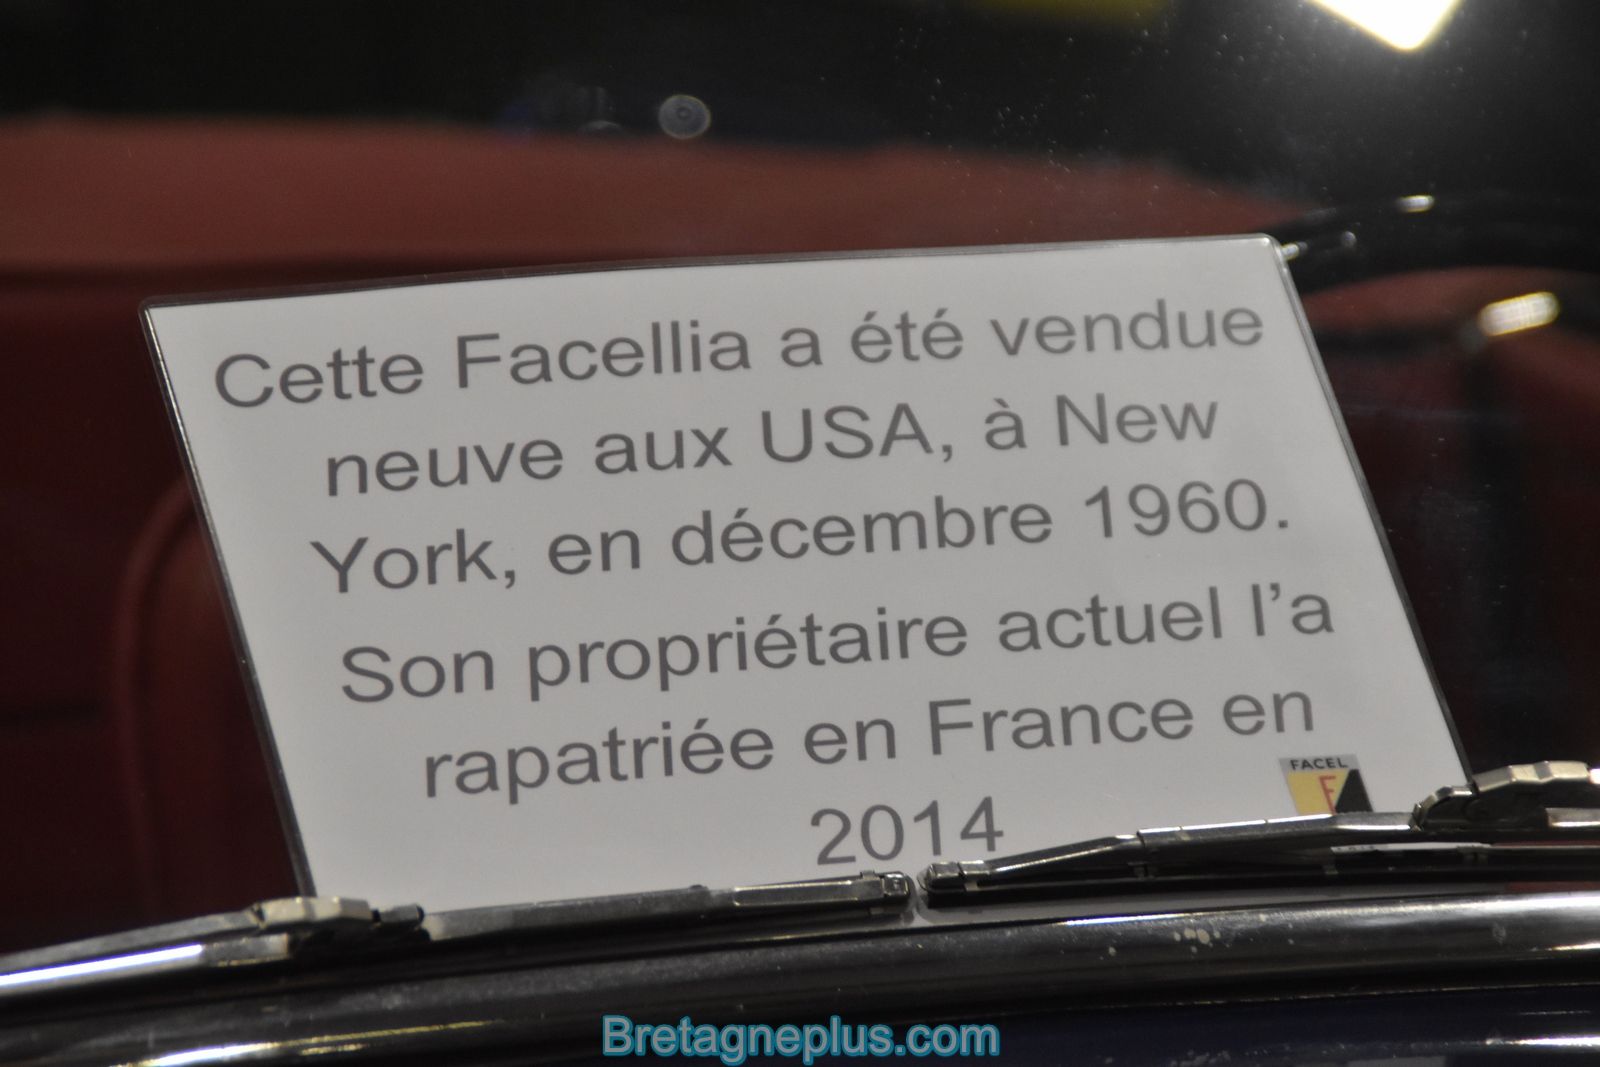 Cette Facellia a été vendue
neuve aux USA, à New
York, en décembre 1960.
Son propriétaire actuel l’a
rapatriée en France en
2014
FACEL
F
Bretagneplus.com